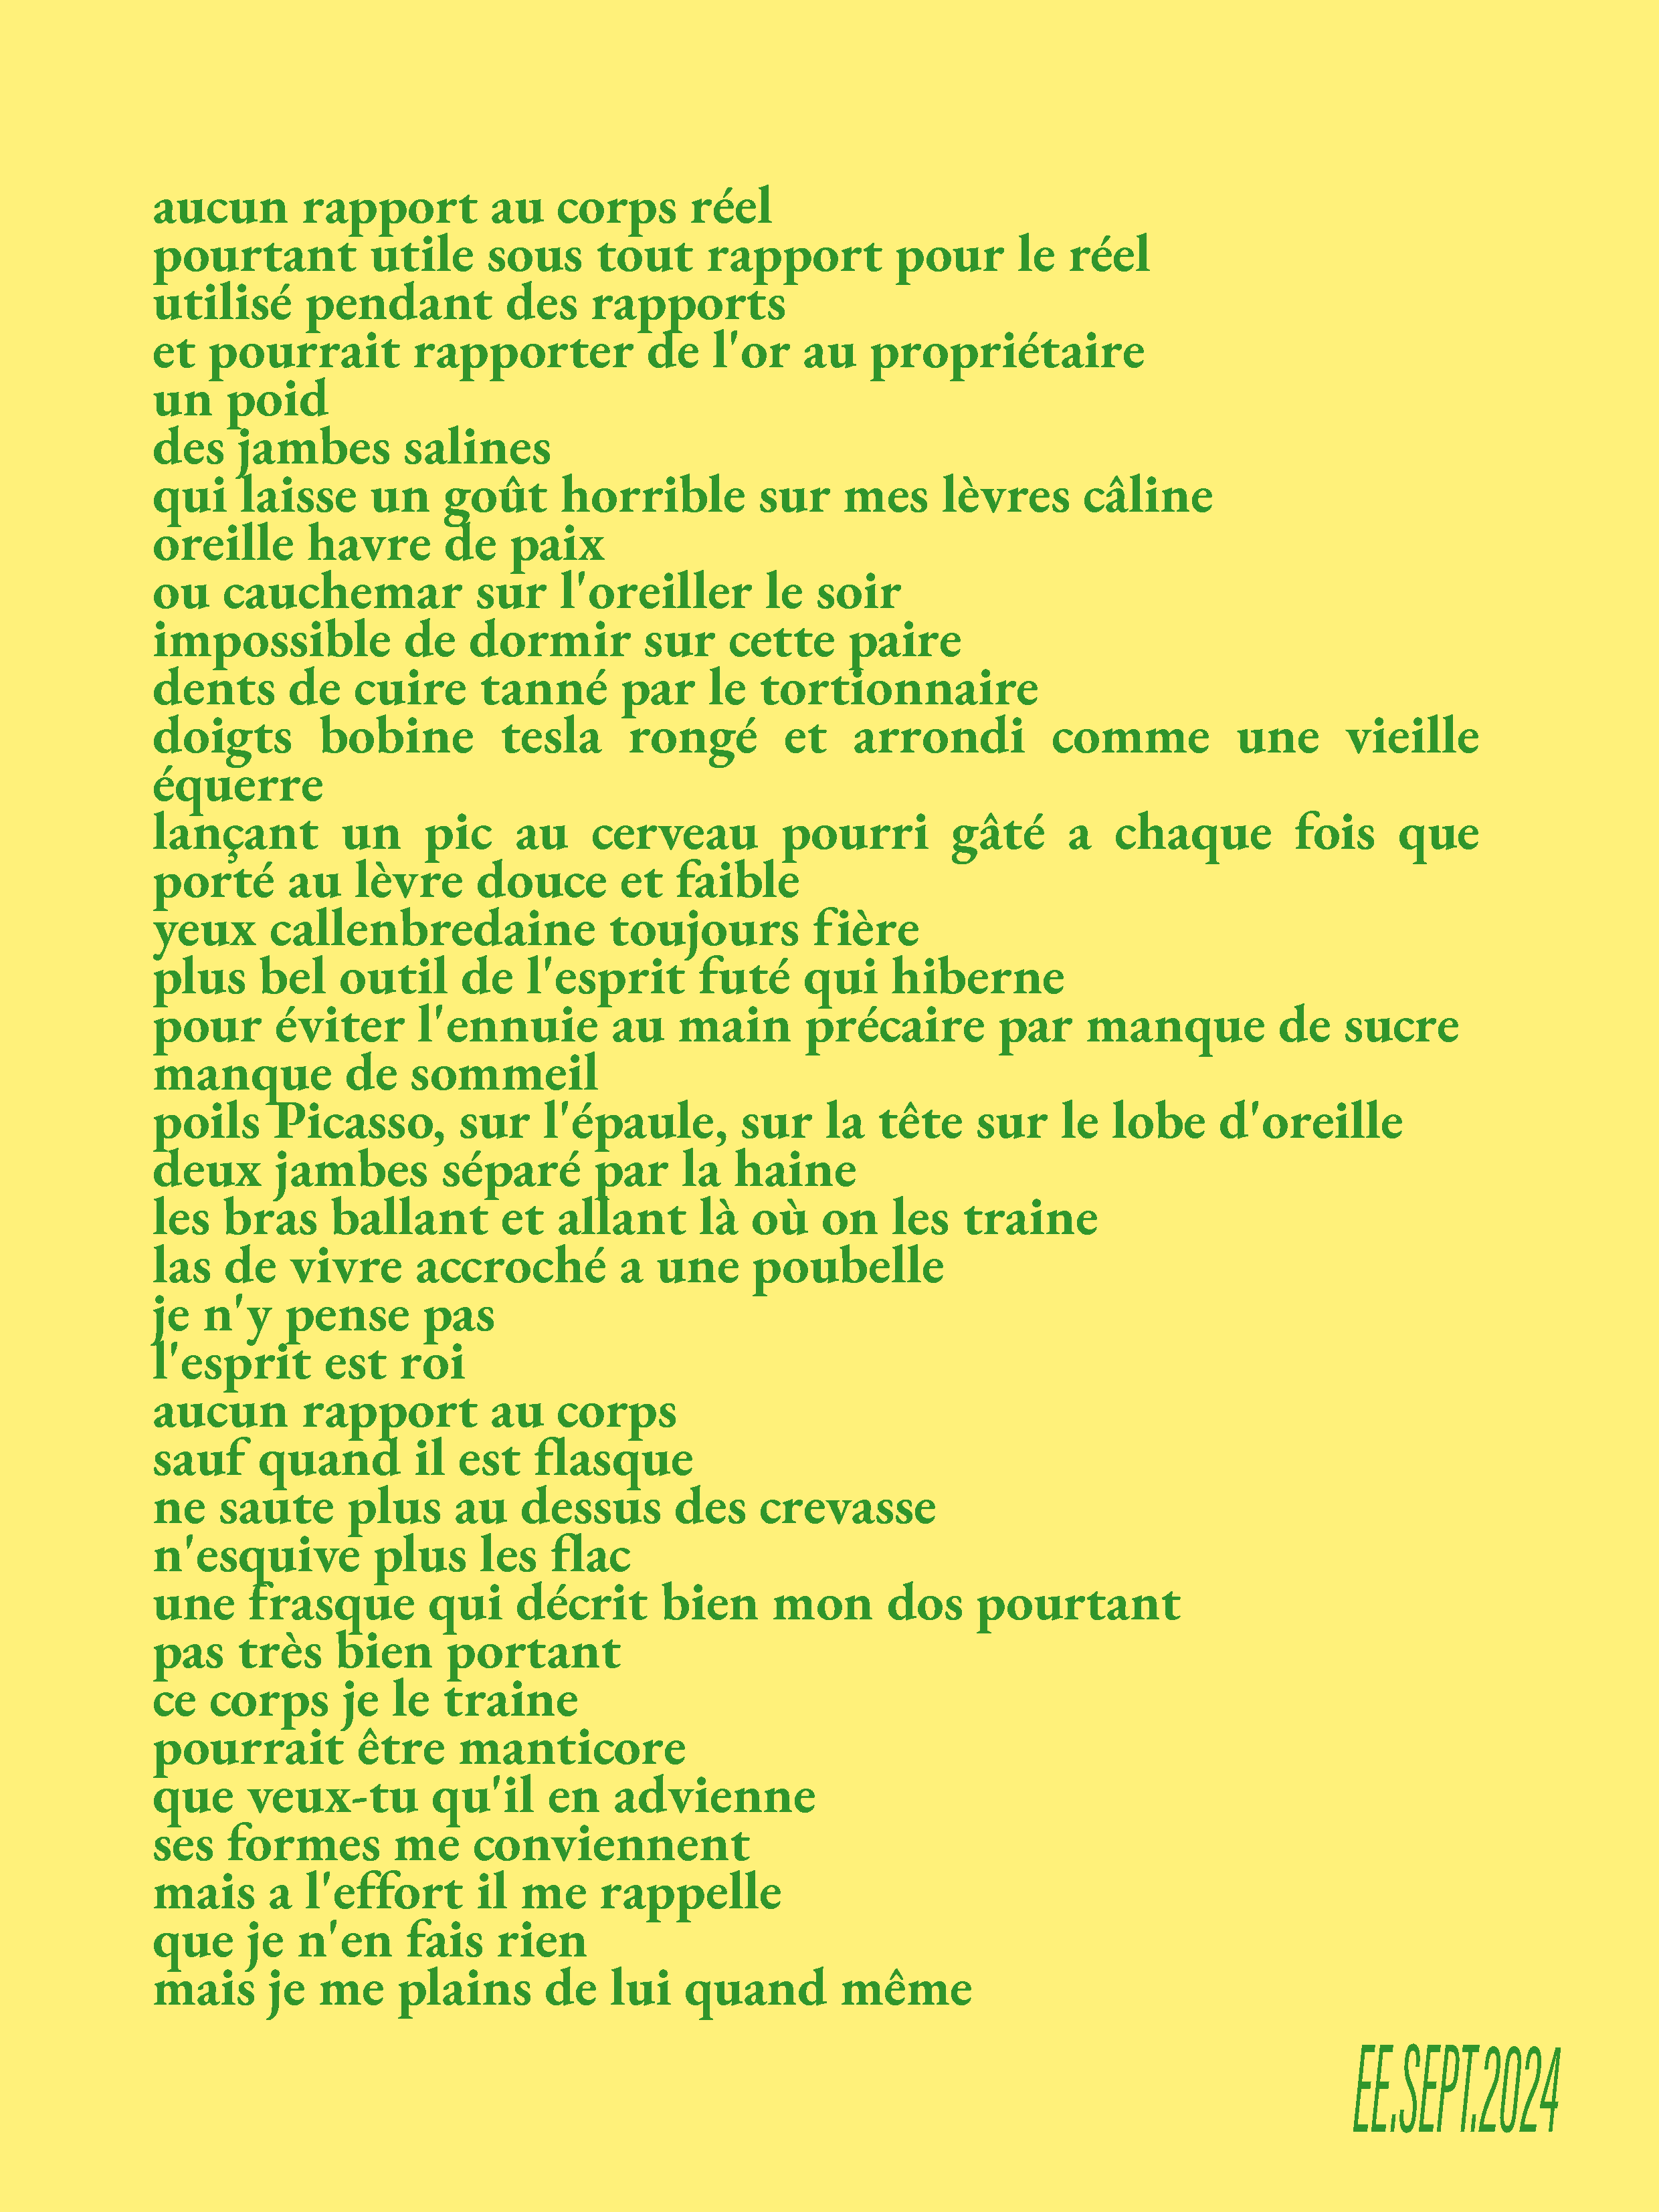 aucun rapport au corps réel
pourtant utile sous tout rapport pour le réel
utilisé pendant des rapports
et pourrait rapporter de l'or au propriétaire
un poid
des jambes salines
qui laisse un goût horrible sur mes lèvres câline
oreille havre de paix
ou cauchemar sur l'oreiller le soir
impossible de dormir sur cette paire
dents de cuire tanné par le tortionnaire
doigts bobine tesla rongé et arrondi comme une vieille
équerre
lançant un pic au cerveau pourri gâté a chaque fois que
porté au lèvre douce et faible
yeux callenbredaine toujours fière
plus bel outil de l'esprit futé qui hiberne
pour éviter l'ennuie au main précaire par manque de sucre
manque de sommeil
poils Picasso, sur l'épaule, sur la tête sur le lobe d'oreille
deux jambes séparé par la haine
les bras ballant et allant là où on les traine
las de vivre accroché a une poubelle
je n'y pense pas
l'esprit est roi
aucun rapport au corps
sauf quand il est flasque
ne saute plus au dessus des crevasse
n'esquive plus les flac
une frasque qui décrit bien mon dos pourtant
pas très bien portant
ce corps je le traine
pourrait être manticore
que veux-tu qu'il en advienne
ses formes me conviennent
mais a l'effort il me rappelle
que je n'en fais rien
mais je me plains de lui quand même
EE.SEPT.2024